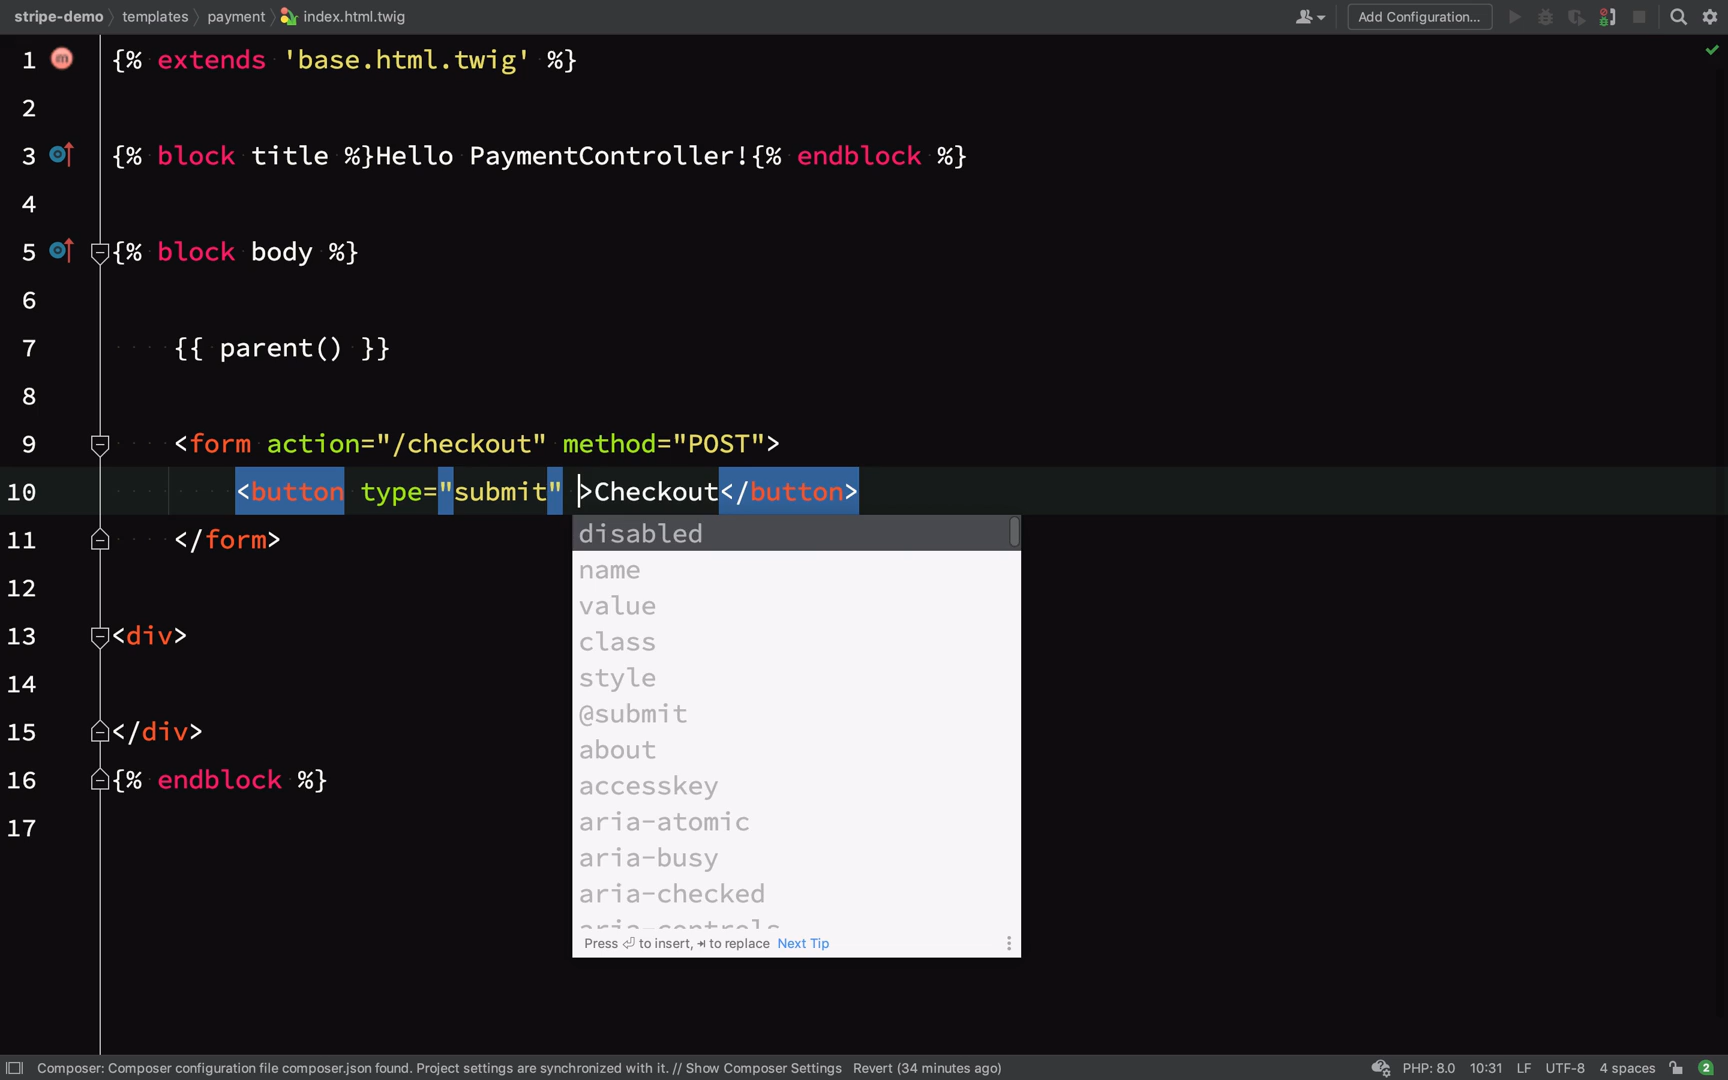 stripe-demo templates payment index.html.twig Add Configuration...
1 m {% extends 'base.html.twig' %}
2
3 {% block title %}Hello PaymentController!{% endblock %}
4
5 {% block body %}
6
7 {{ parent() }}
8
9 <form action="/checkout" method="POST">
10 <button type="submit" >Checkout</button>
11 </form>
12
13 <div>
14
15 </div>
16 {% endblock %}
17
disabled
name
value
class
style
@submit
about
accesskey
aria-atomic
aria-busy
aria-checked
aria-controls
Press ⏎ to insert, ⇥ to replace Next Tip
Composer: Composer configuration file composer.json found. Project settings are synchronized with it. // Show Composer Settings Revert (34 minutes ago) PHP: 8.0 10:31 LF UTF-8 4 spaces 2